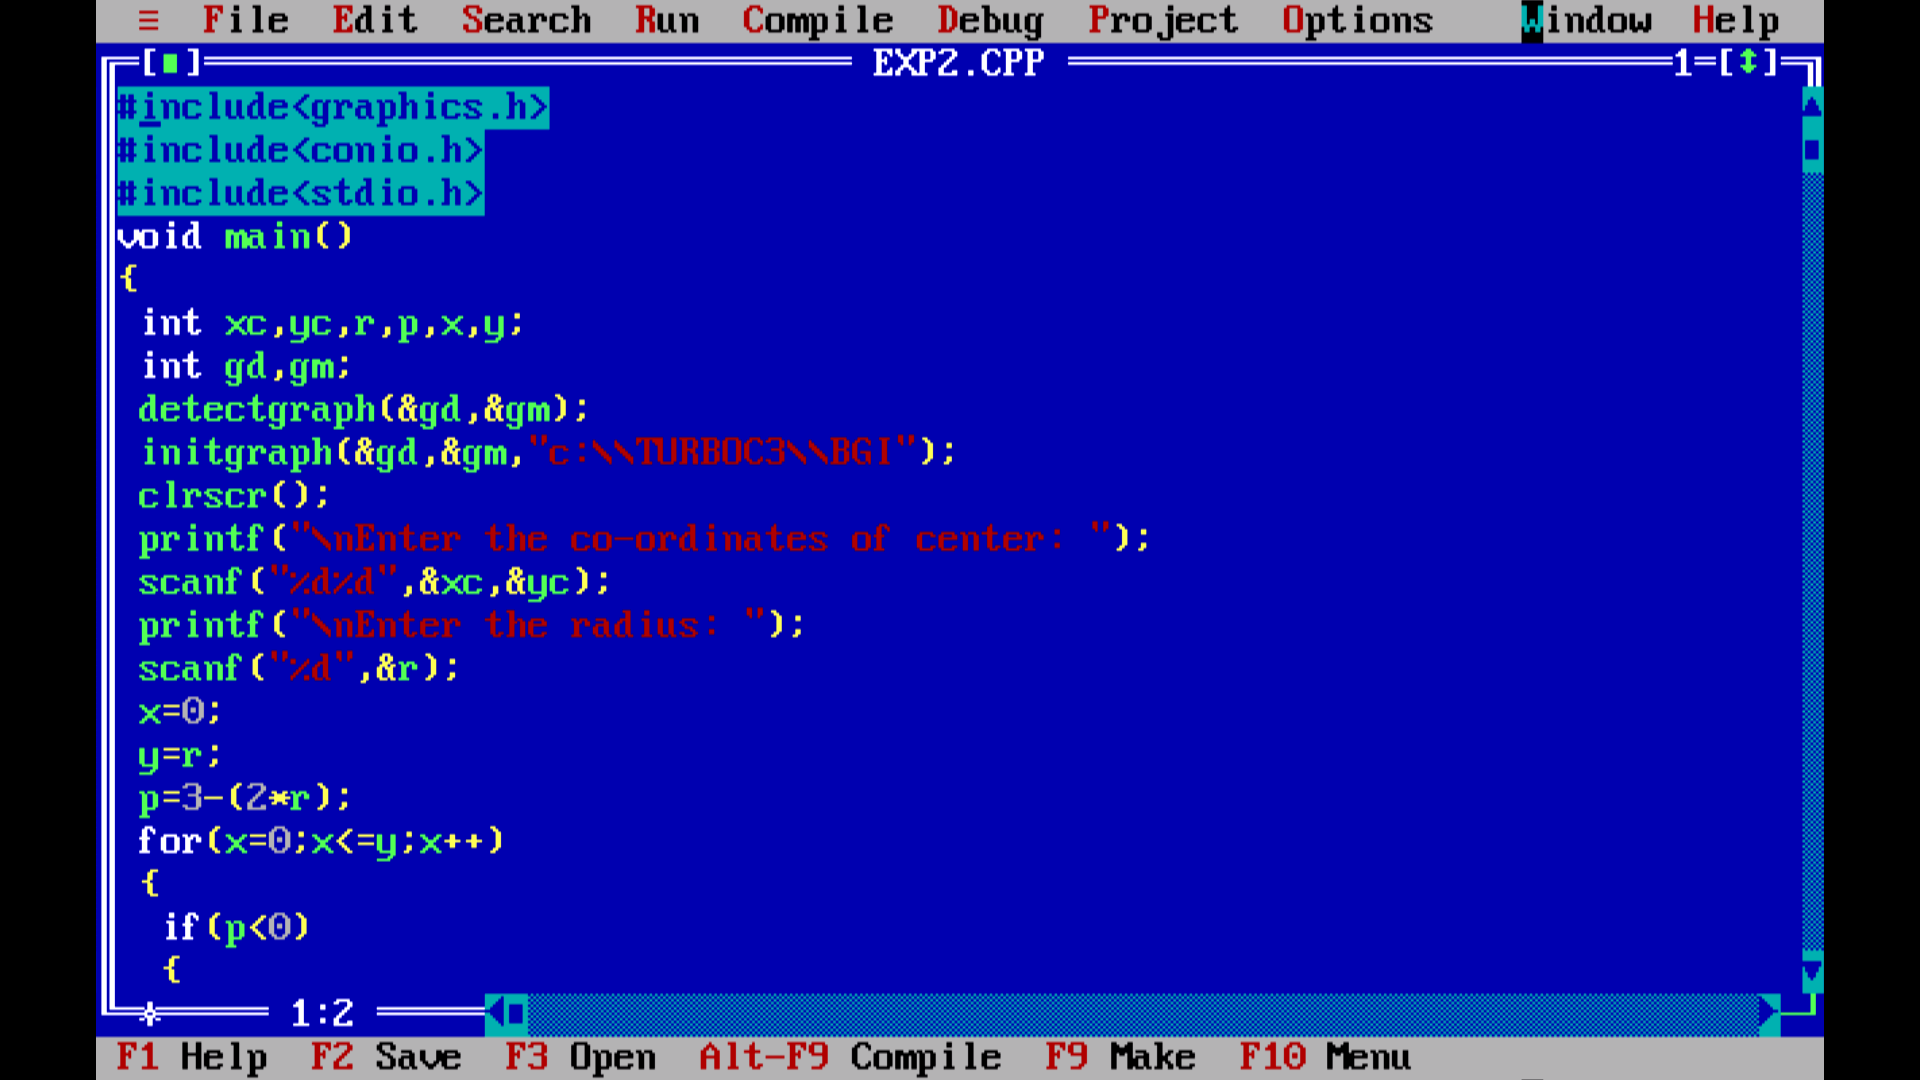 ≡ File Edit Search Run Compile Debug Project Options Window Help
[■] EXP2.CPP 1=[↕]
#include<graphics.h>
#include<conio.h>
#include<stdio.h>
void main()
{
int xc,yc,r,p,x,y;
int gd,gm;
detectgraph(&gd,&gm);
initgraph(&gd,&gm,"c:\\TURBOC3\\BGI");
clrscr();
printf("\nEnter the co-ordinates of center: ");
scanf("%d%d",&xc,&yc);
printf("\nEnter the radius: ");
scanf("%d",&r);
x=0;
y=r;
p=3-(2*r);
for(x=0;x<=y;x++)
{
if(p<0)
{
1:2
F1 Help F2 Save F3 Open Alt-F9 Compile F9 Make F10 Menu